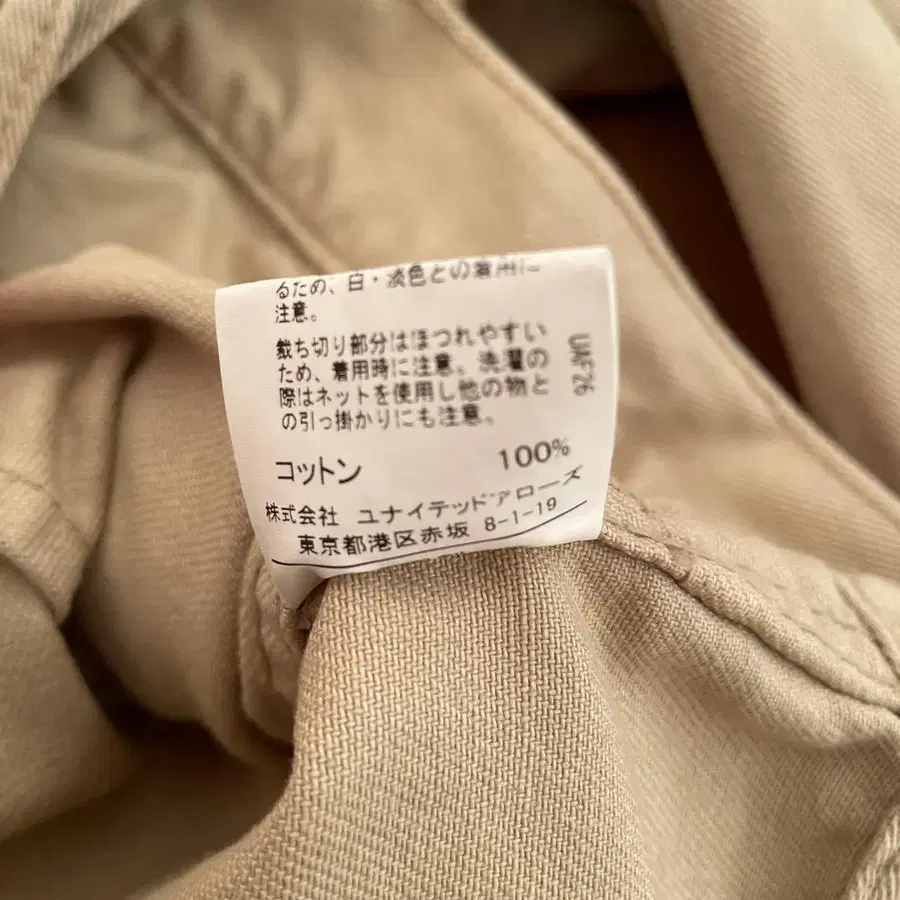 るため、白・淡色との着用に
注意。
裁ち切り部分はほつれやすい
ため、着用時に注意。洗濯の
際はネットを使用し他の物と
の引っ掛かりにも注意。
コットン 100%
株式会社 ユナイテッドアローズ
東京都港区赤坂 8-1-19
UAF26